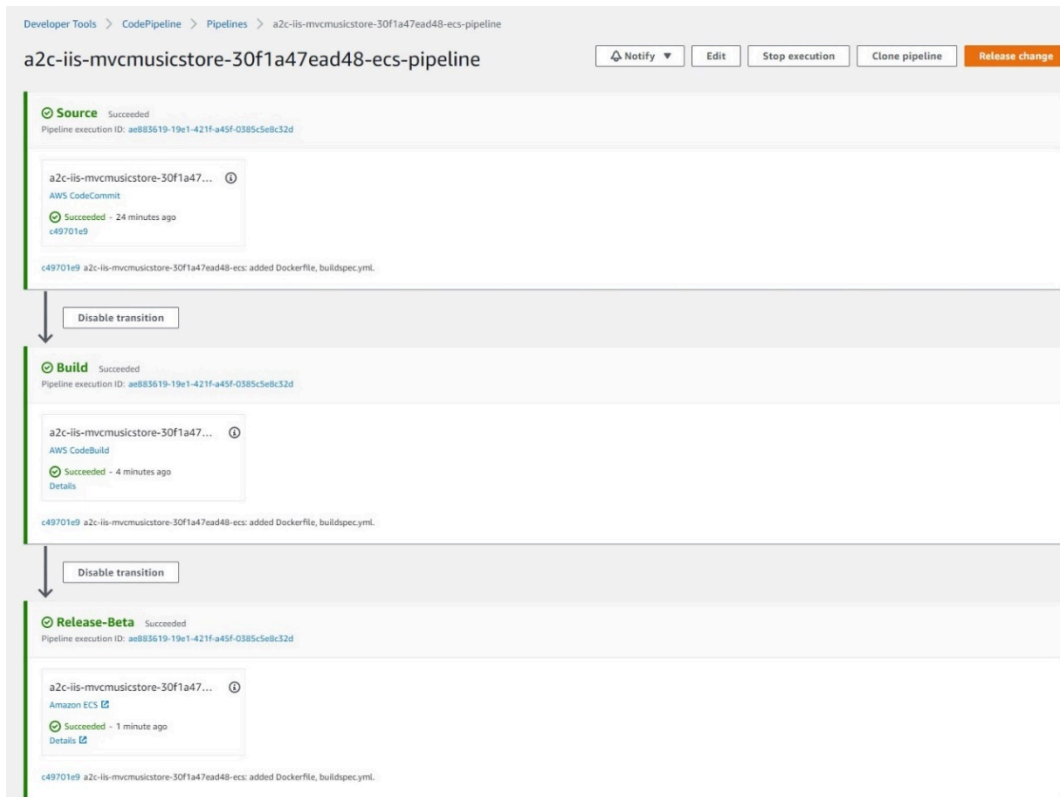 Developer Tools > CodePipeline > Pipelines > a2c-iis-mvcmusicstore-30f1a47ead48-ecs-pipeline
a2c-iis-mvcmusicstore-30f1a47ead48-ecs-pipeline
Notify ▼ Edit Stop execution Clone pipeline Release change
Source Succeeded
Pipeline execution ID: ae883619-19e1-421f-a45f-0385c5e8c32d
a2c-iis-mvcmusicstore-30f1a47...
AWS CodeCommit
Succeeded - 24 minutes ago
c49701e9
c49701e9 a2c-iis-mvcmusicstore-30f1a47ead48-ecs: added Dockerfile, buildspec.yml.
Disable transition
Build Succeeded
Pipeline execution ID: ae883619-19e1-421f-a45f-0385c5e8c32d
a2c-iis-mvcmusicstore-30f1a47...
AWS CodeBuild
Succeeded - 4 minutes ago
Details
c49701e9 a2c-iis-mvcmusicstore-30f1a47ead48-ecs: added Dockerfile, buildspec.yml.
Disable transition
Release-Beta Succeeded
Pipeline execution ID: ae883619-19e1-421f-a45f-0385c5e8c32d
a2c-iis-mvcmusicstore-30f1a47...
Amazon ECS
Succeeded - 1 minute ago
Details
c49701e9 a2c-iis-mvcmusicstore-30f1a47ead48-ecs: added Dockerfile, buildspec.yml.